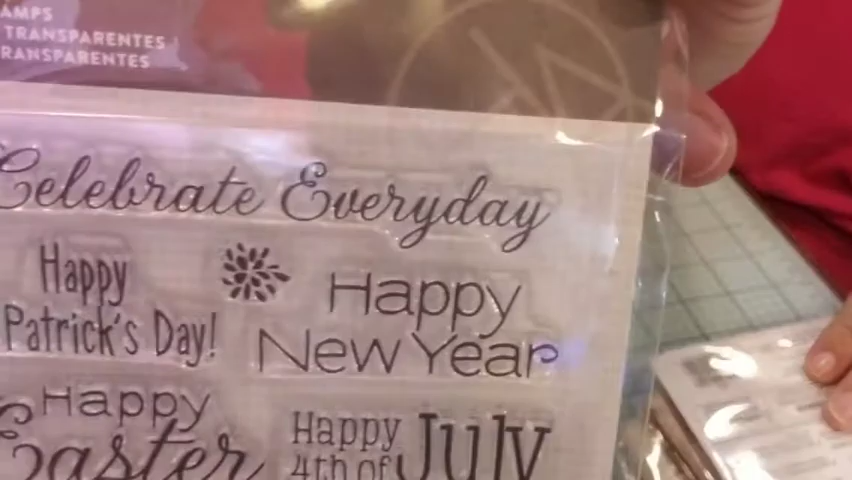 AMPS
TRANSPARENTES
RANSPARENTES
Celebrate Everyday
Happy
Patrick's Day!
Happy
New Year
Happy
Easter
Happy
4th of July